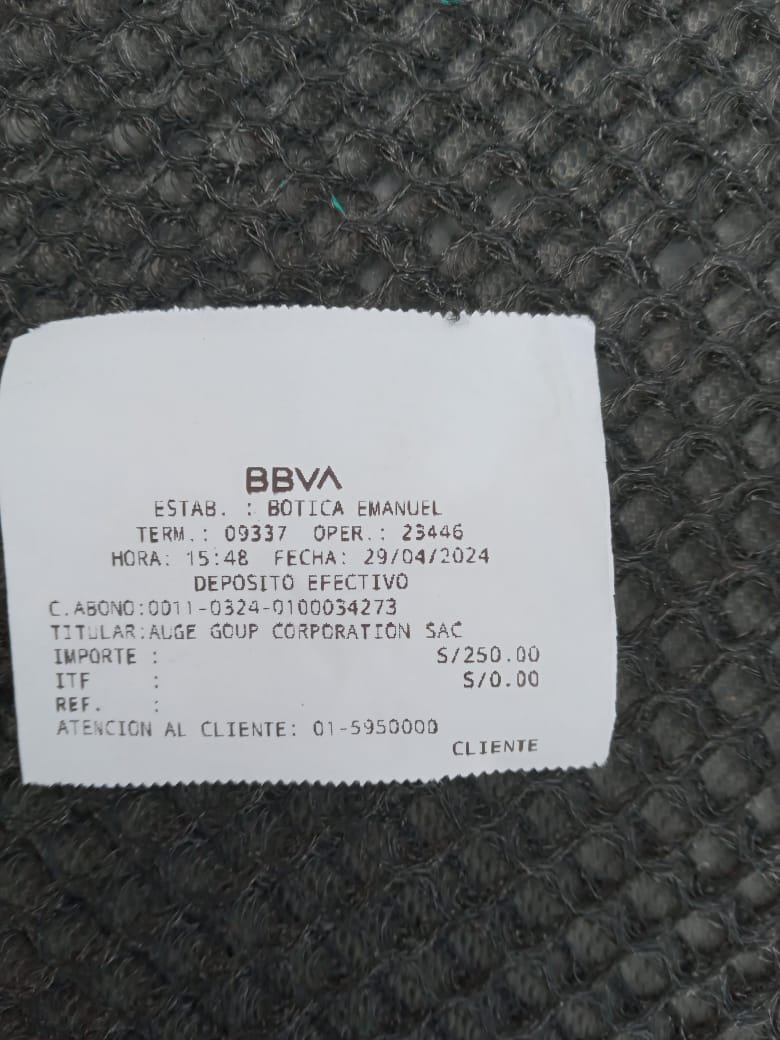 BBVA
ESTAB. : BOTICA EMANUEL
TERM.: 09337 OPER.: 23446
HORA: 15:48 FECHA: 29/04/2024
DEPOSITO EFECTIVO
C.ABONO:0011-0324-0100034273
TITULAR:AUGE GOUP CORPORATION SAC
IMPORTE : S/250.00
ITF : S/0.00
REF. :
ATENCION AL CLIENTE: 01-5950000
CLIENTE